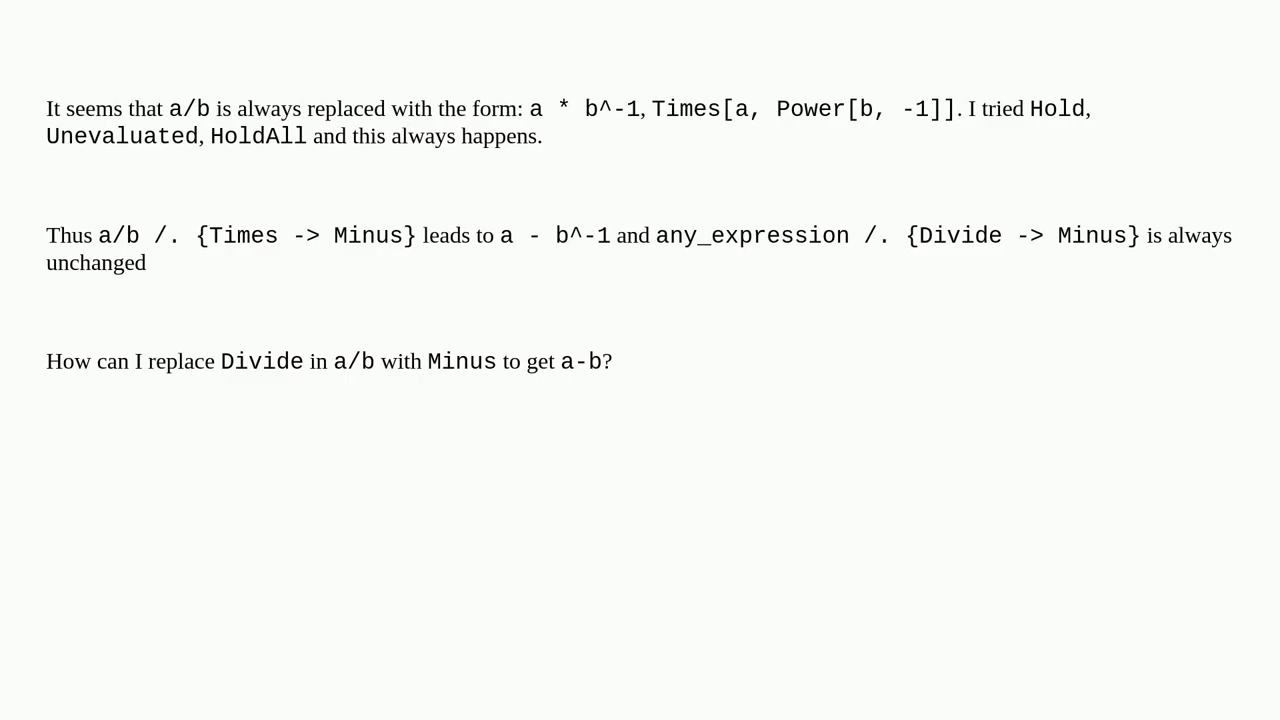 It seems that a/b is always replaced with the form: a * b^-1, Times[a, Power[b, -1]]. I tried Hold,
Unevaluated, HoldAll and this always happens.
Thus a/b /. {Times -> Minus} leads to a - b^-1 and any_expression /. {Divide -> Minus} is always
unchanged
How can I replace Divide in a/b with Minus to get a-b?